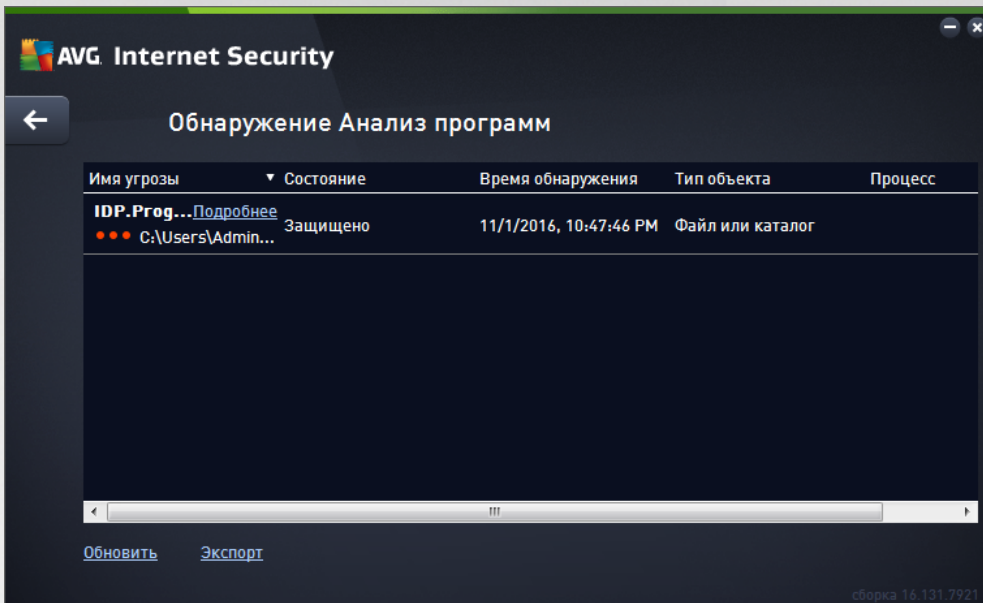 AVG Internet Security
Обнаружение Анализ программ
Имя угрозы ▼ Состояние Время обнаружения Тип объекта Процесс
IDP.Prog...Подробнее
C:\Users\Admin... Защищено 11/1/2016, 10:47:46 PM Файл или каталог
Обновить Экспорт
сборка 16.131.7921